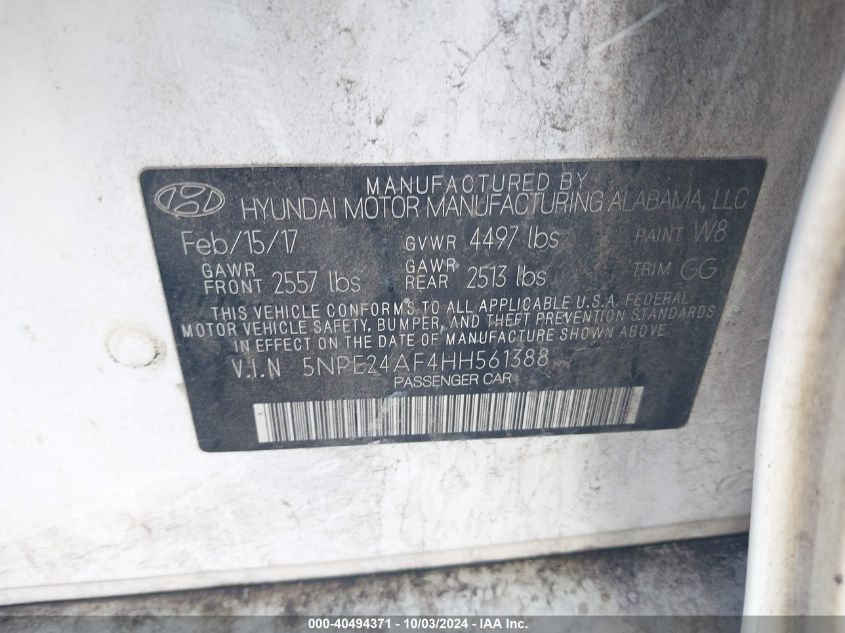 MANUFACTURED BY
HYUNDAI MOTOR MANUFACTURING ALABAMA, LLC
Feb/15/17 GVWR 4497 lbs PAINT W8
GAWR FRONT 2557 lbs GAWR REAR 2513 lbs TRIM GG
THIS VEHICLE CONFORMS TO ALL APPLICABLE U.S.A. FEDERAL
MOTOR VEHICLE SAFETY, BUMPER, AND THEFT PREVENTION STANDARDS
IN EFFECT ON THE DATE OF MANUFACTURE SHOWN ABOVE.
V.I.N 5NPE24AF4HH561388
PASSENGER CAR
000-40494371 - 10/03/2024 - IAA Inc.